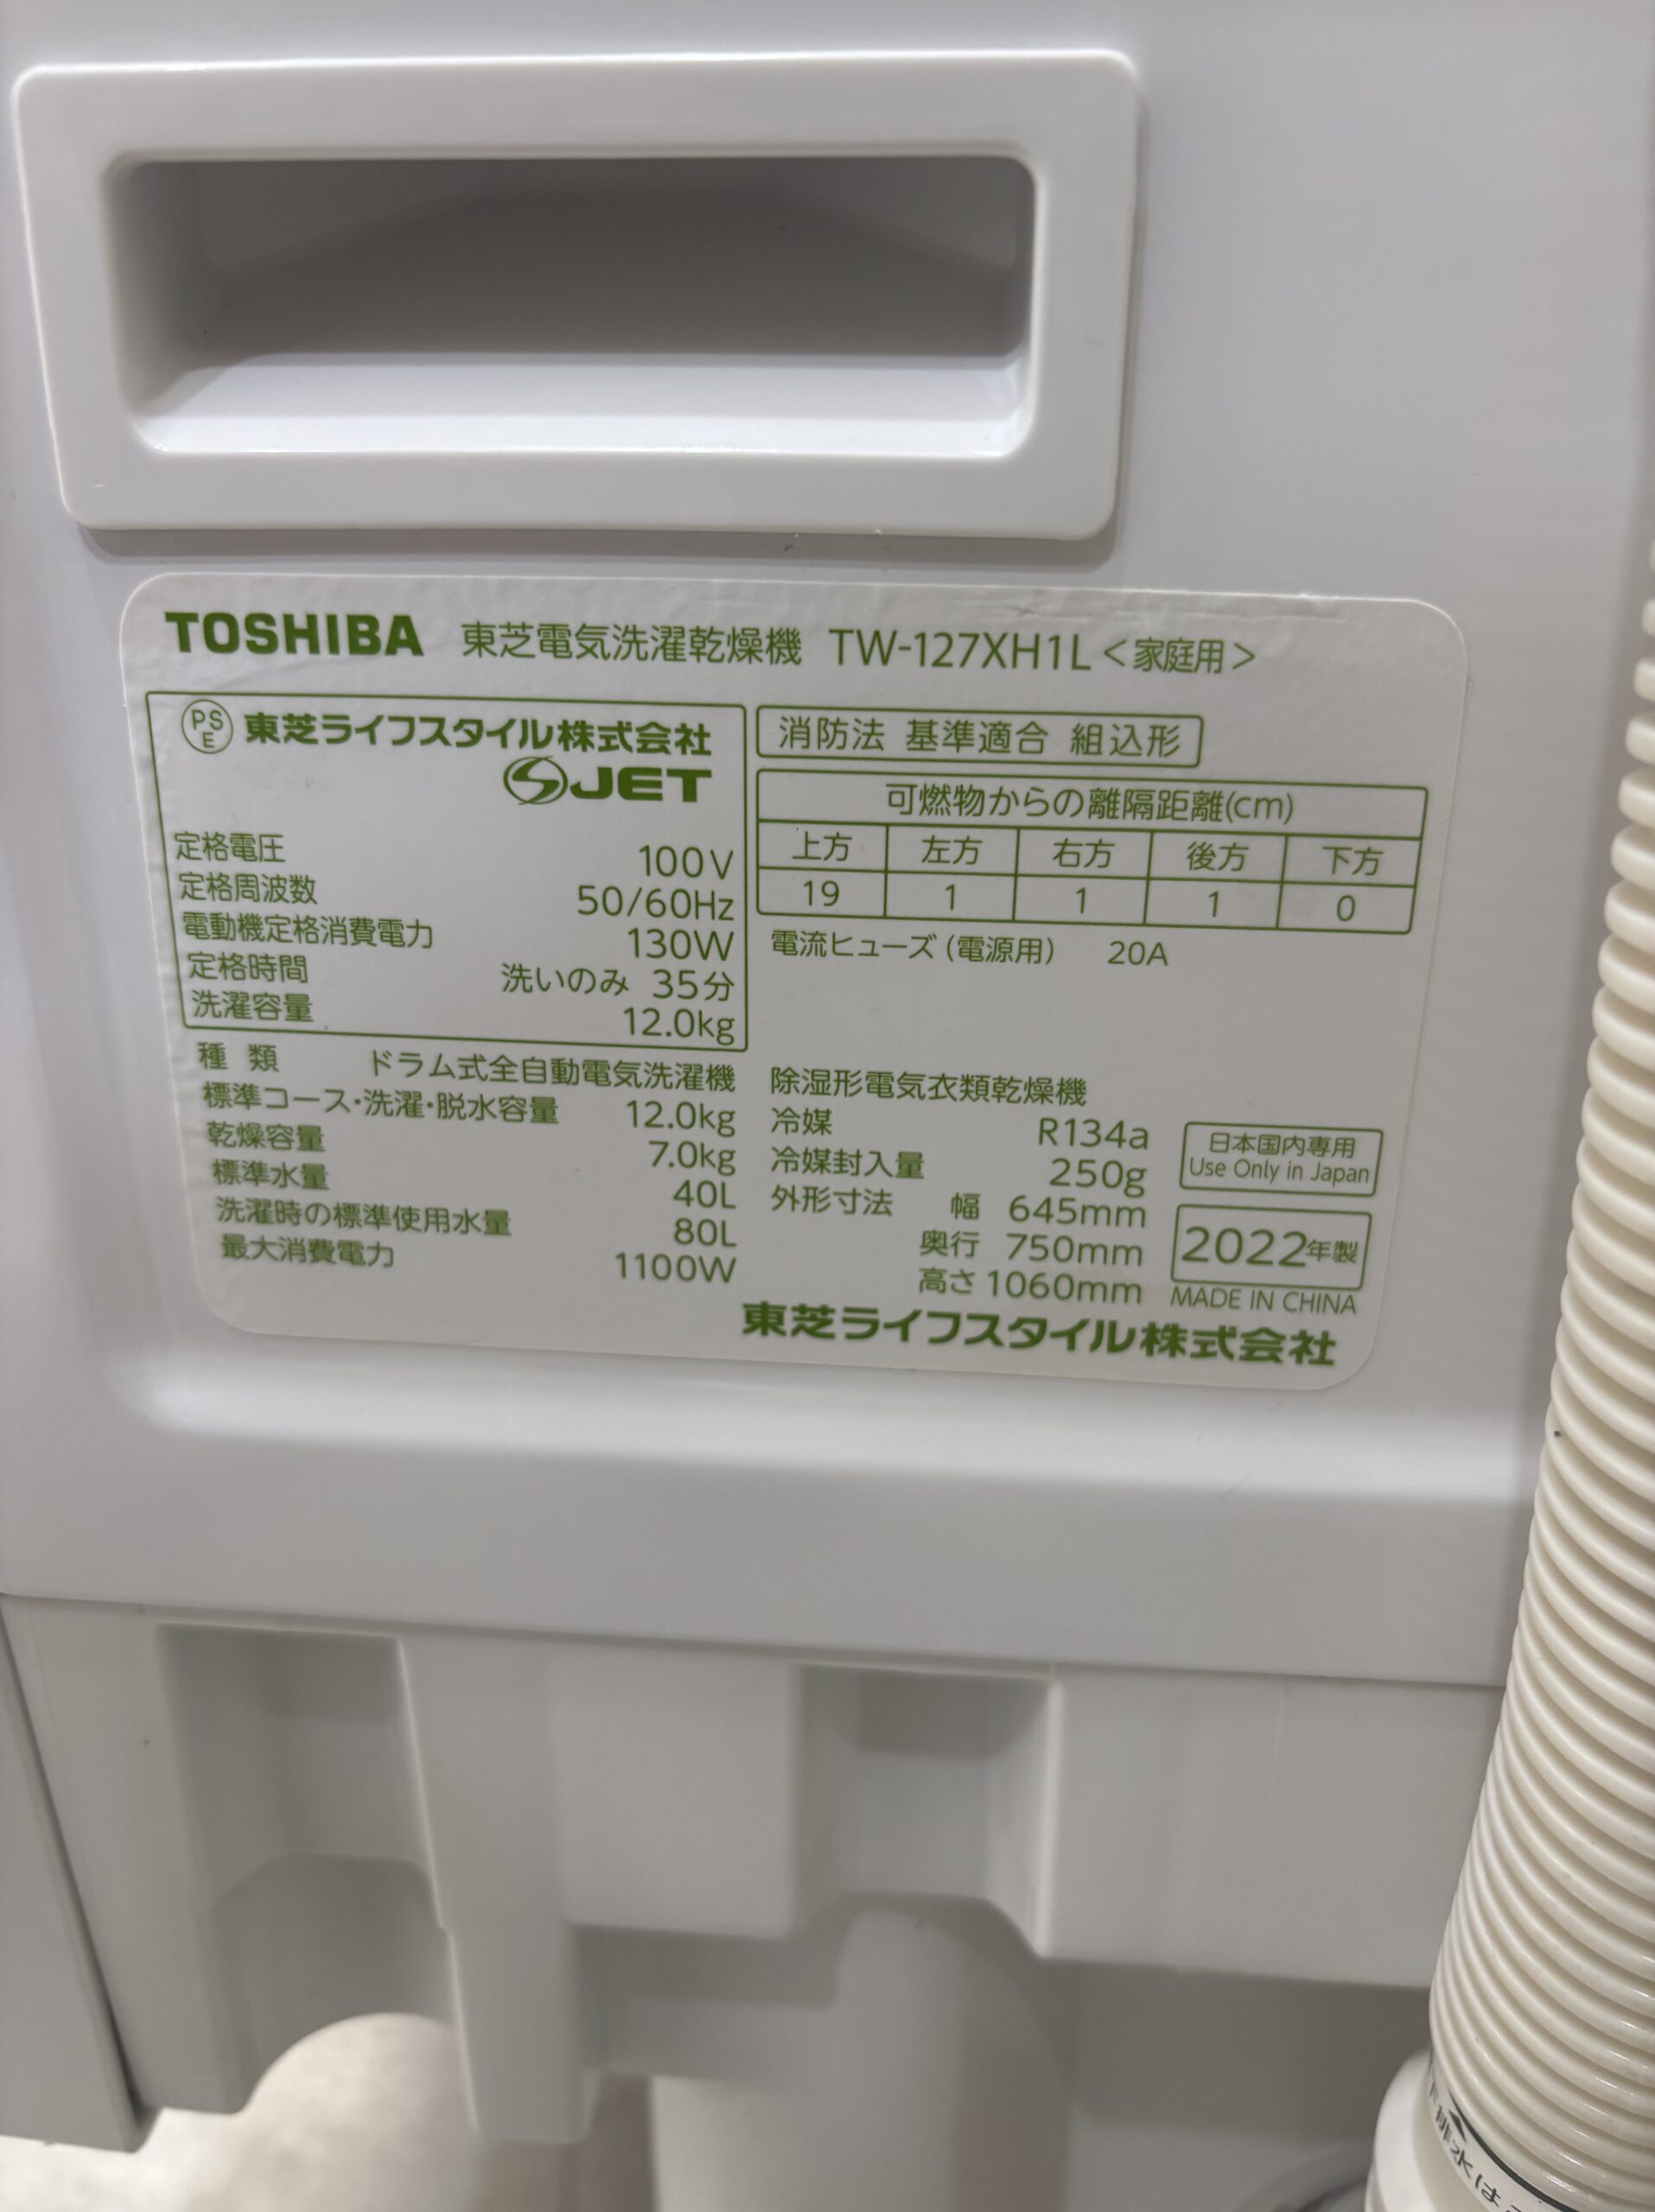 TOSHIBA 東芝電気洗濯乾燥機 TW-127XH1L<家庭用>
PSE 東芝ライフスタイル株式会社
JET
定格電圧 100V
定格周波数 50/60Hz
電動機定格消費電力 130W
定格時間 洗いのみ 35分
洗濯容量 12.0kg
種類 ドラム式全自動電気洗濯機
標準コース・洗濯・脱水容量 12.0kg
乾燥容量 7.0kg
標準水量 40L
洗濯時の標準使用水量 80L
最大消費電力 1100W
消防法 基準適合 組込形
可燃物からの離隔距離(cm)
上方 左方 右方 後方 下方
19 1 1 1 0
電流ヒューズ(電源用) 20A
除湿形電気衣類乾燥機
冷媒 R134a
冷媒封入量 250g
外形寸法 幅 645mm
奥行 750mm
高さ 1060mm
日本国内専用
Use Only in Japan
2022年製
MADE IN CHINA
東芝ライフスタイル株式会社
排水は